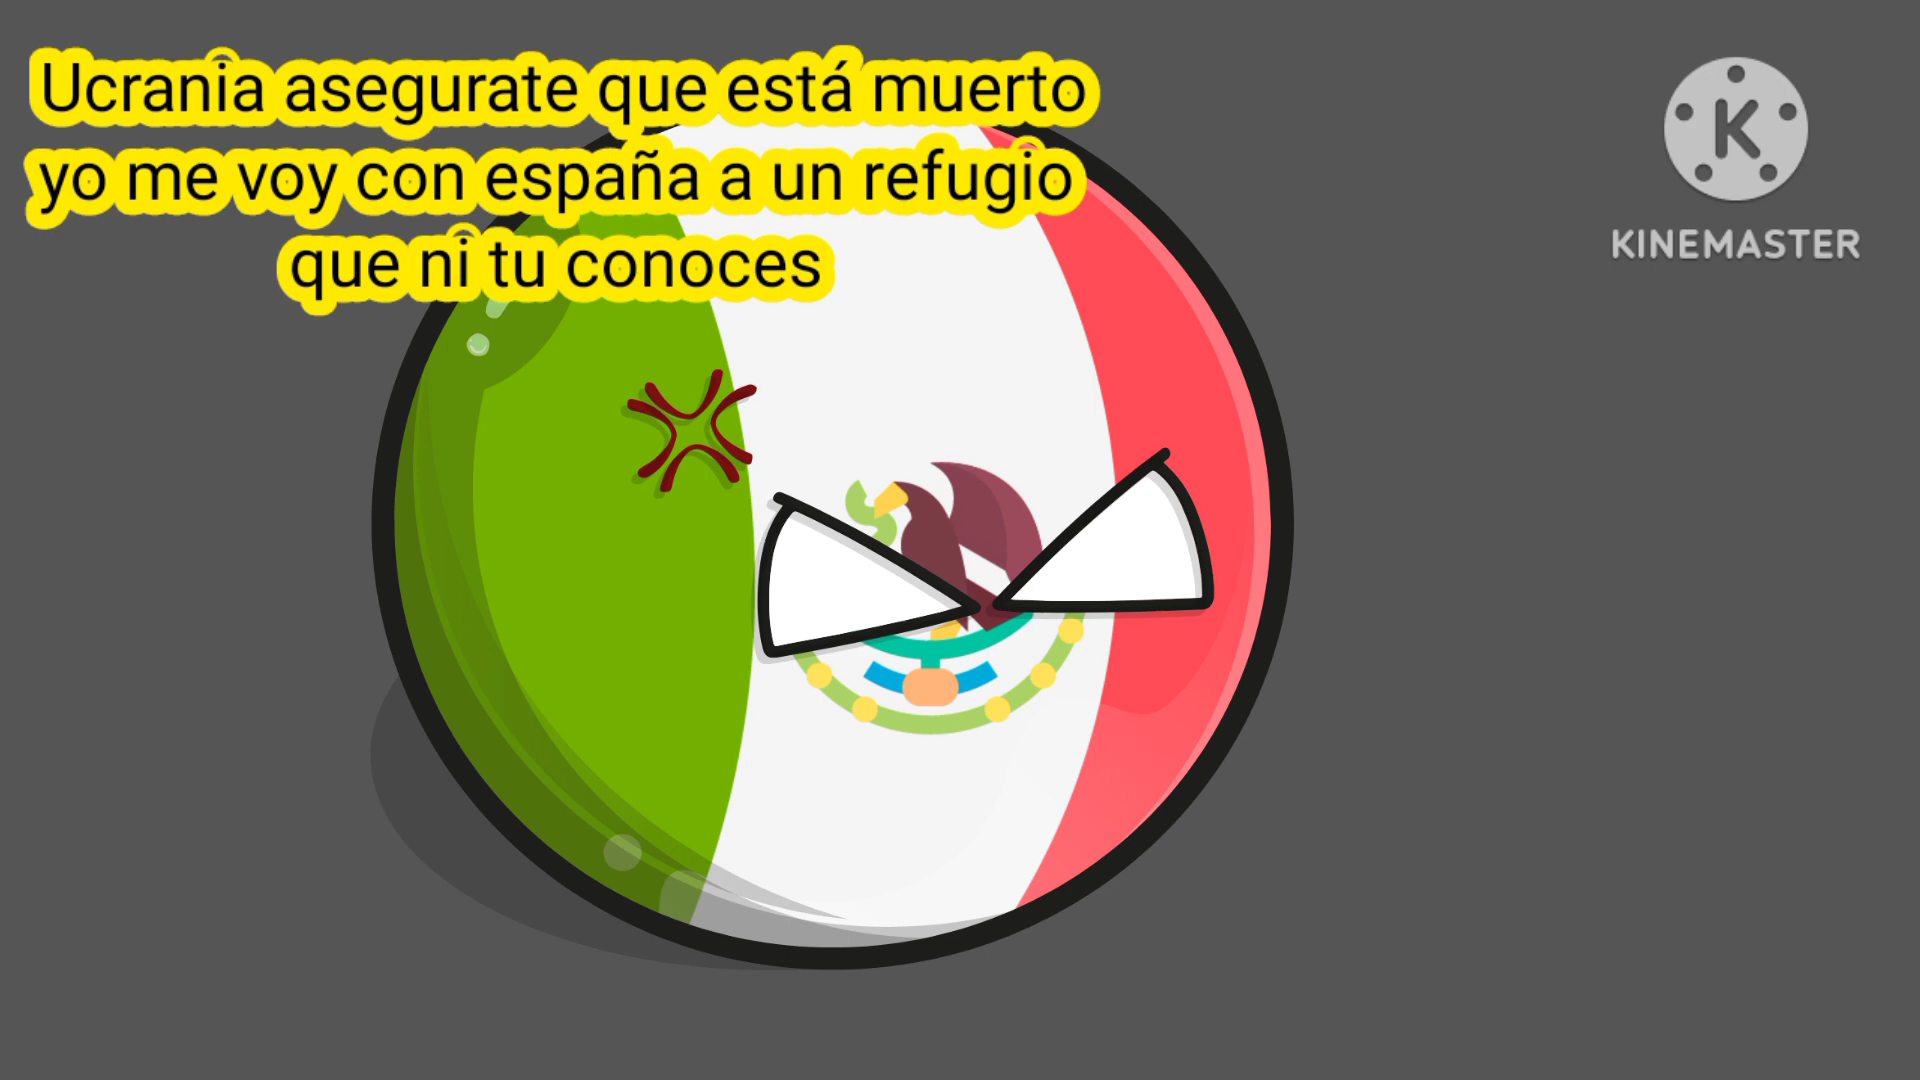 Ucrania asegurate que está muerto
yo me voy con españa a un refugio
que ni tu conoces
K
KINEMASTER